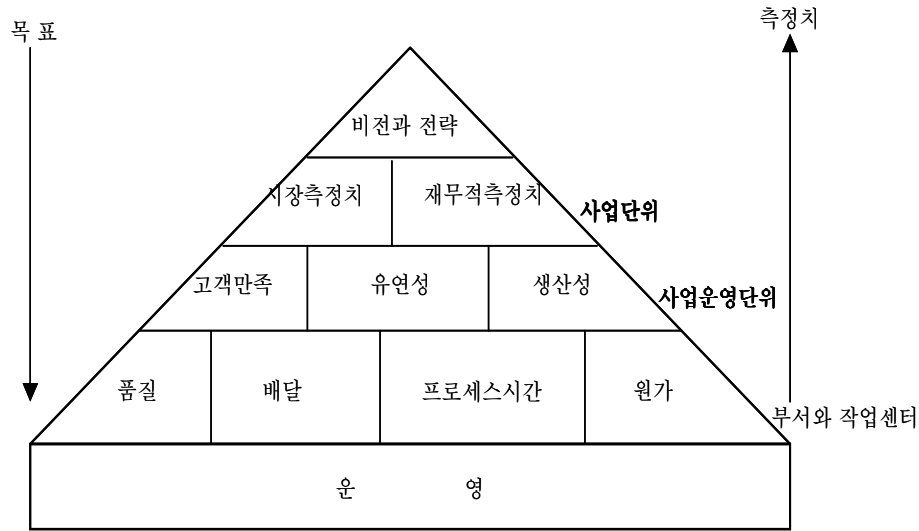 목 표
측정치
비전과 전략
시장측정치
재무적측정치
사업단위
고객만족
유연성
생산성
사업운영단위
품질
배달
프로세스시간
원가
부서와 작업센터
운 영